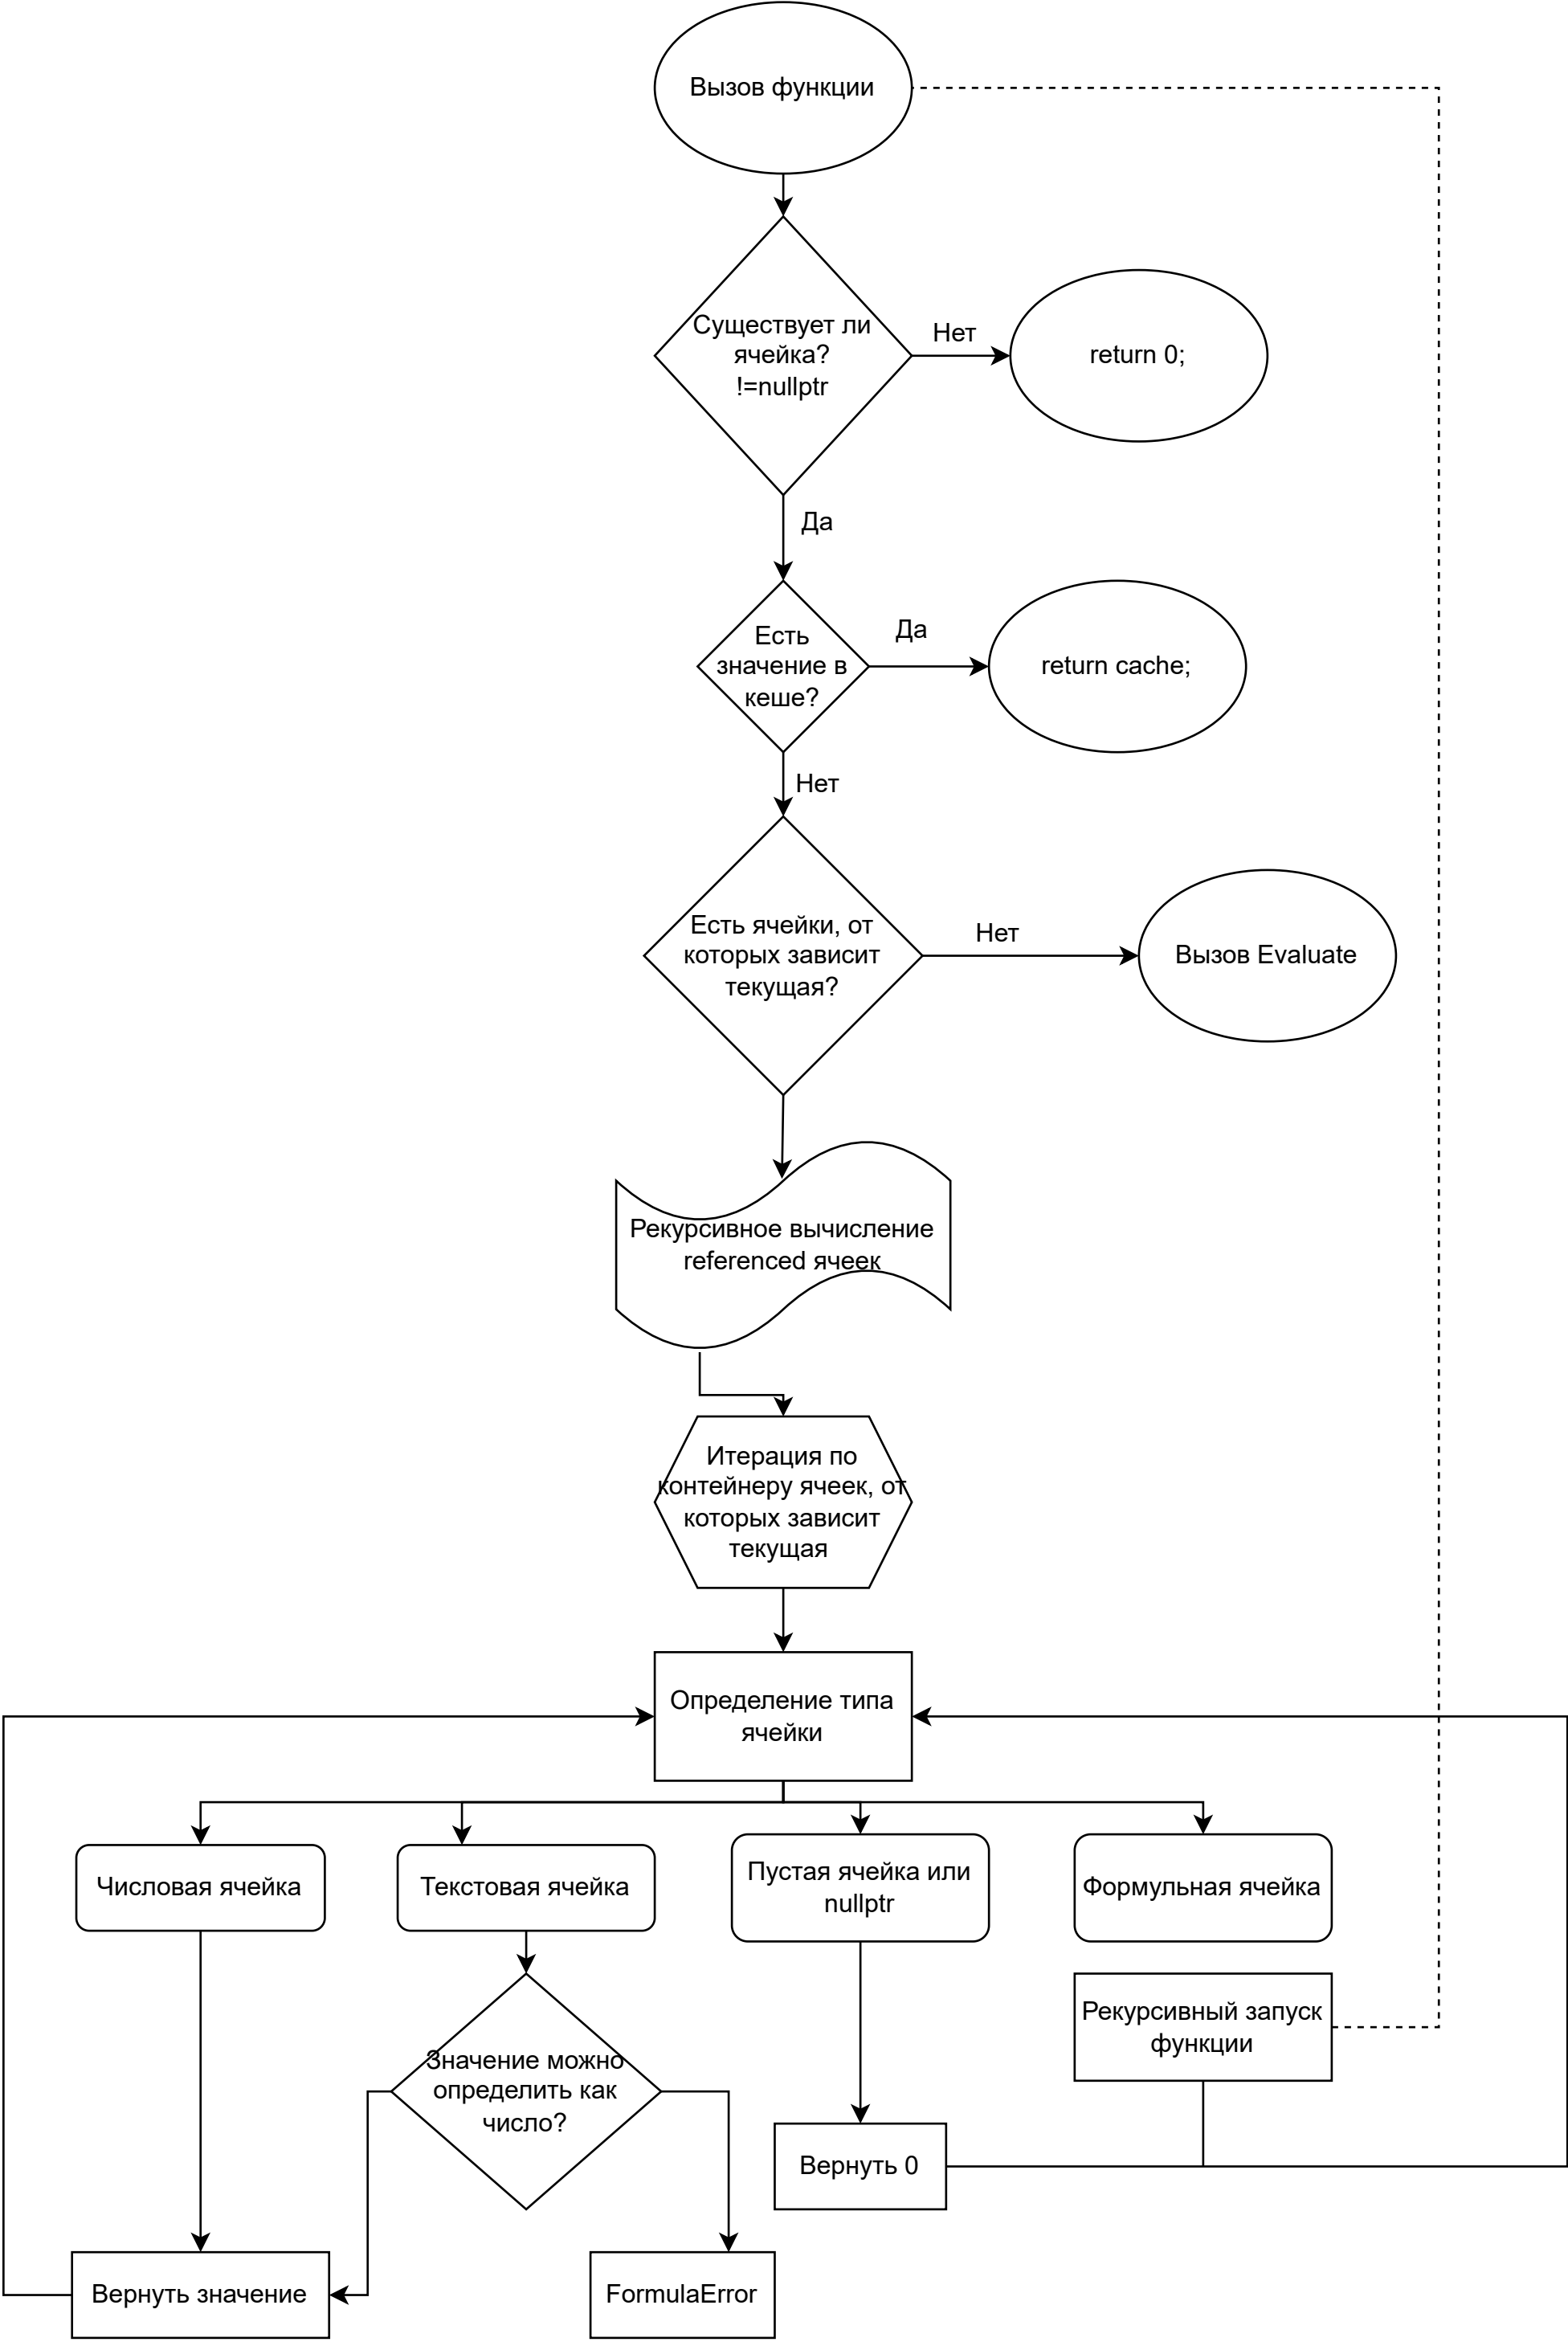 Вызов функции
Существует ли
ячейка?
!=nullptr
Нет
return 0;
Да
Есть
значение в
кеше?
Да
return cache;
Нет
Есть ячейки, от
которых зависит
текущая?
Нет
Вызов Evaluate
Рекурсивное вычисление
referenced ячеек
Итерация по
контейнеру ячеек, от
которых зависит
текущая
Определение типа
ячейки
Числовая ячейка
Текстовая ячейка
Пустая ячейка или
nullptr
Формульная ячейка
Рекурсивный запуск
функции
Значение можно
определить как
число?
Вернуть 0
Вернуть значение
FormulaError